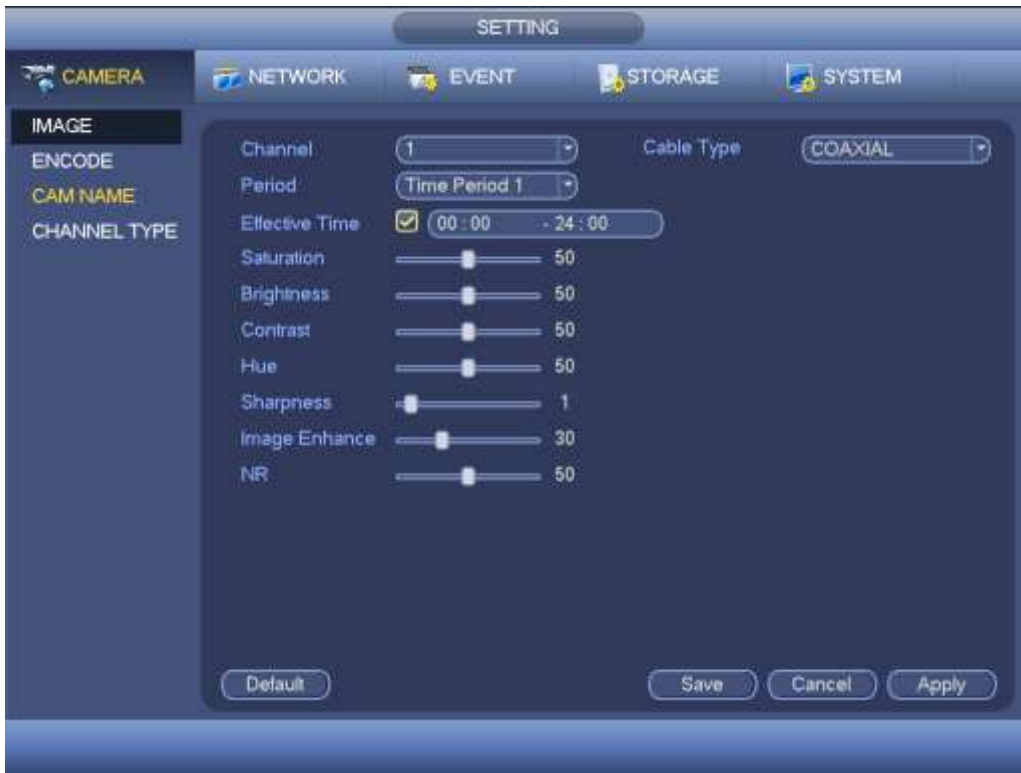 SETTING
CAMERA NETWORK EVENT STORAGE SYSTEM
IMAGE
ENCODE
CAM NAME
CHANNEL TYPE
Channel 1 Cable Type COAXIAL
Period Time Period 1
Effective Time 00 : 00 - 24 : 00
Saturation 50
Brightness 50
Contrast 50
Hue 50
Sharpness 1
Image Enhance 30
NR 50
Default Save Cancel Apply